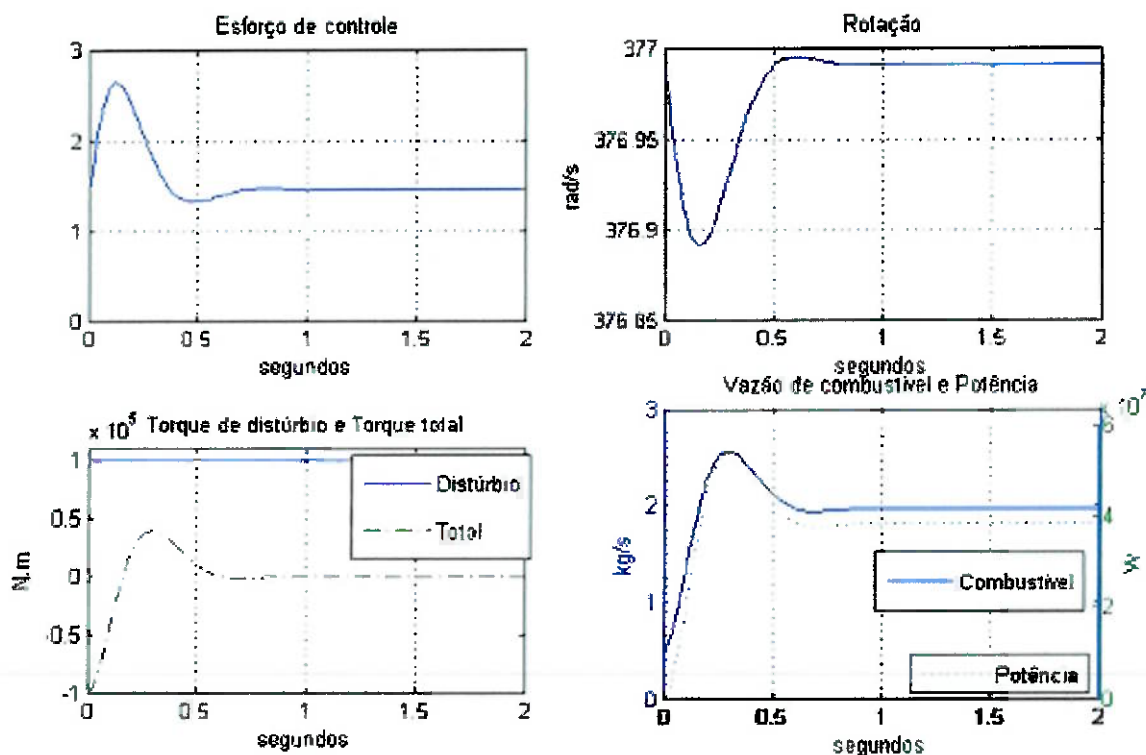 Esforço de controle
3
2
1
0
0 0.5 1 1.5 2
segundos
Rotação
377
376.95
376.9
376.85
rad/s
0 0.5 1 1.5 2
segundos
x 10^5 Torque de distúrbio e Torque total
1
0.5
0
-0.5
-1
N.m
Distúrbio
Total
0 0.5 1 1.5 2
segundos
Vazão de combustível e Potência
3
2
1
0
kg/s
x 10^7
6
4
2
0
W
Combustível
Potência
0 0.5 1 1.5 2
segundos